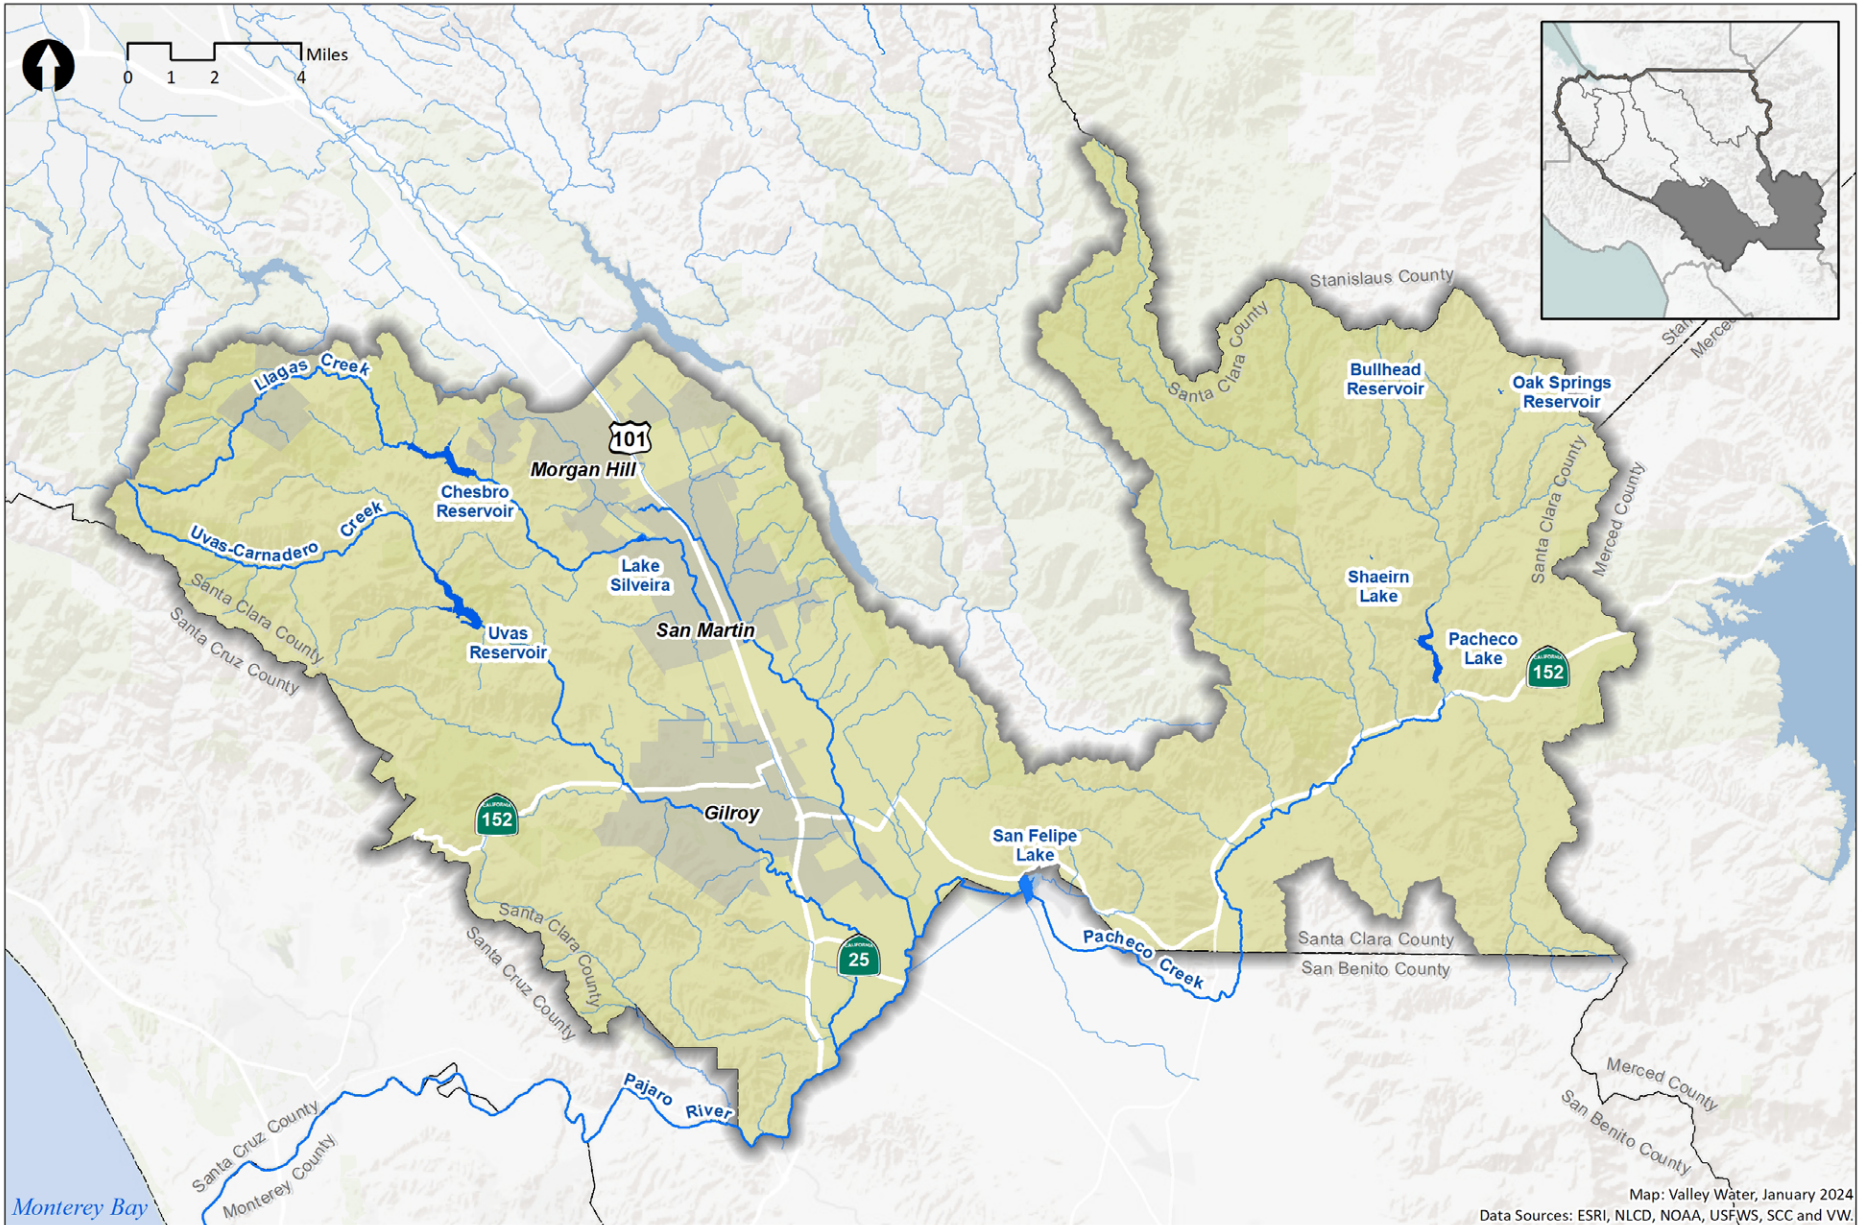 Miles
0 1 2 4
Stanislaus County
Santa Clara County
Stan
Merced
Llagas Creek
Bullhead
Reservoir
Oak Springs
Reservoir
101
Morgan Hill
Chesbro
Reservoir
Uvas-Carnadero Creek
Santa Clara County
Merced County
Lake
Silveira
Shaeirn
Lake
Santa Clara County
Santa Cruz County
San Martin
Uvas
Reservoir
Pacheco
Lake
CALIFORNIA
152
CALIFORNIA
152
Gilroy
San Felipe
Lake
Santa Clara County
Santa Cruz County
CALIFORNIA
25
Pacheco Creek
Santa Clara County
San Benito County
Pajaro River
Merced County
San Benito County
Santa Cruz County
Monterey County
Monterey Bay
Map: Valley Water, January 2024
Data Sources: ESRI, NLCD, NOAA, USFWS, SCC and VW.